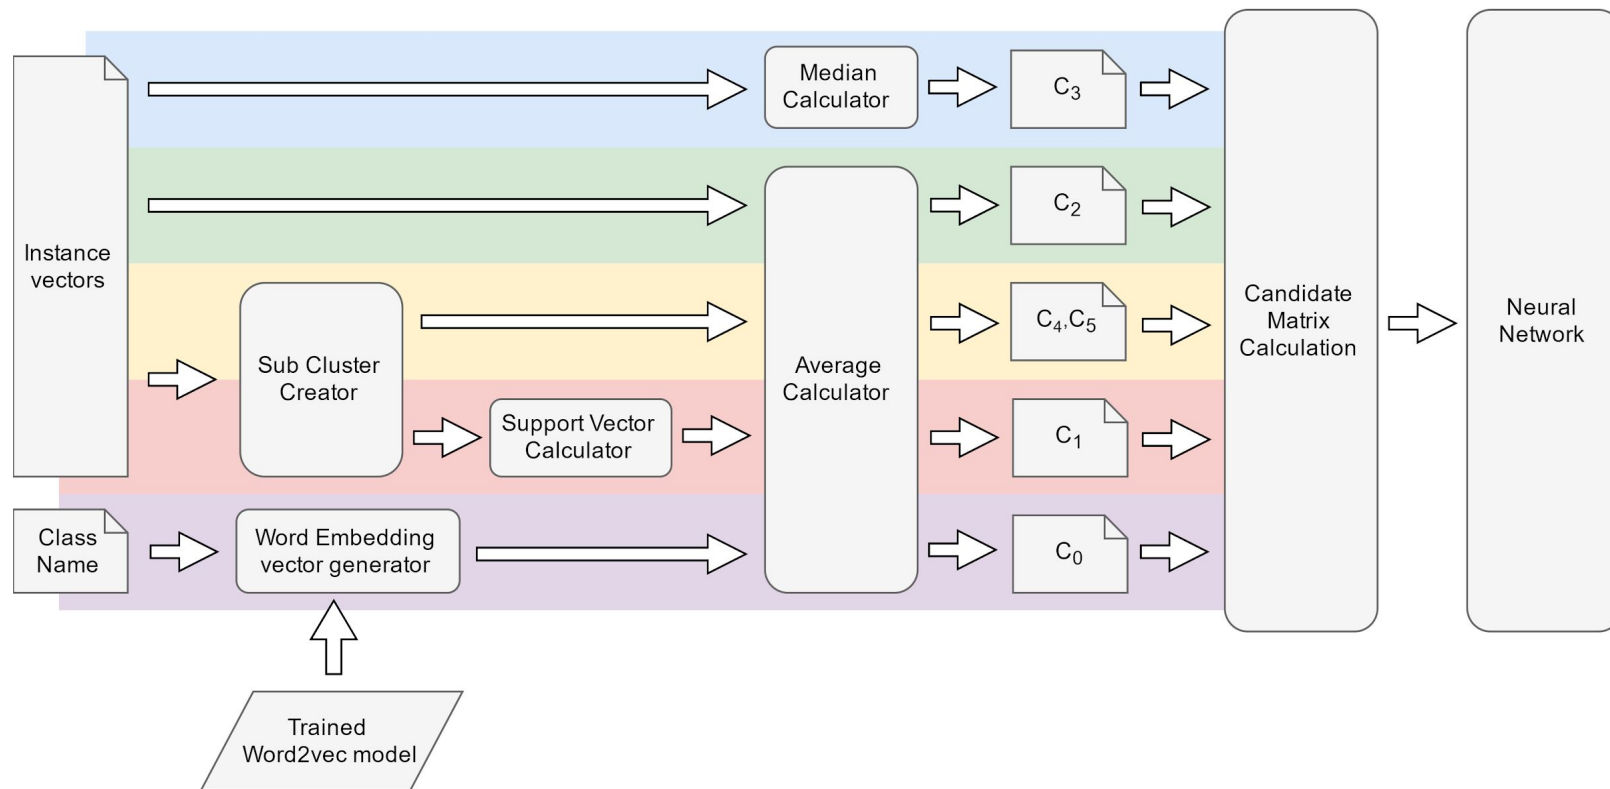 Median
Calculator
C3
C2
Instance
vectors
Sub Cluster
Creator
C4,C5
Average
Calculator
Candidate
Matrix
Calculation
Neural
Network
Support Vector
Calculator
C1
Class
Name
Word Embedding
vector generator
C0
Trained
Word2vec model